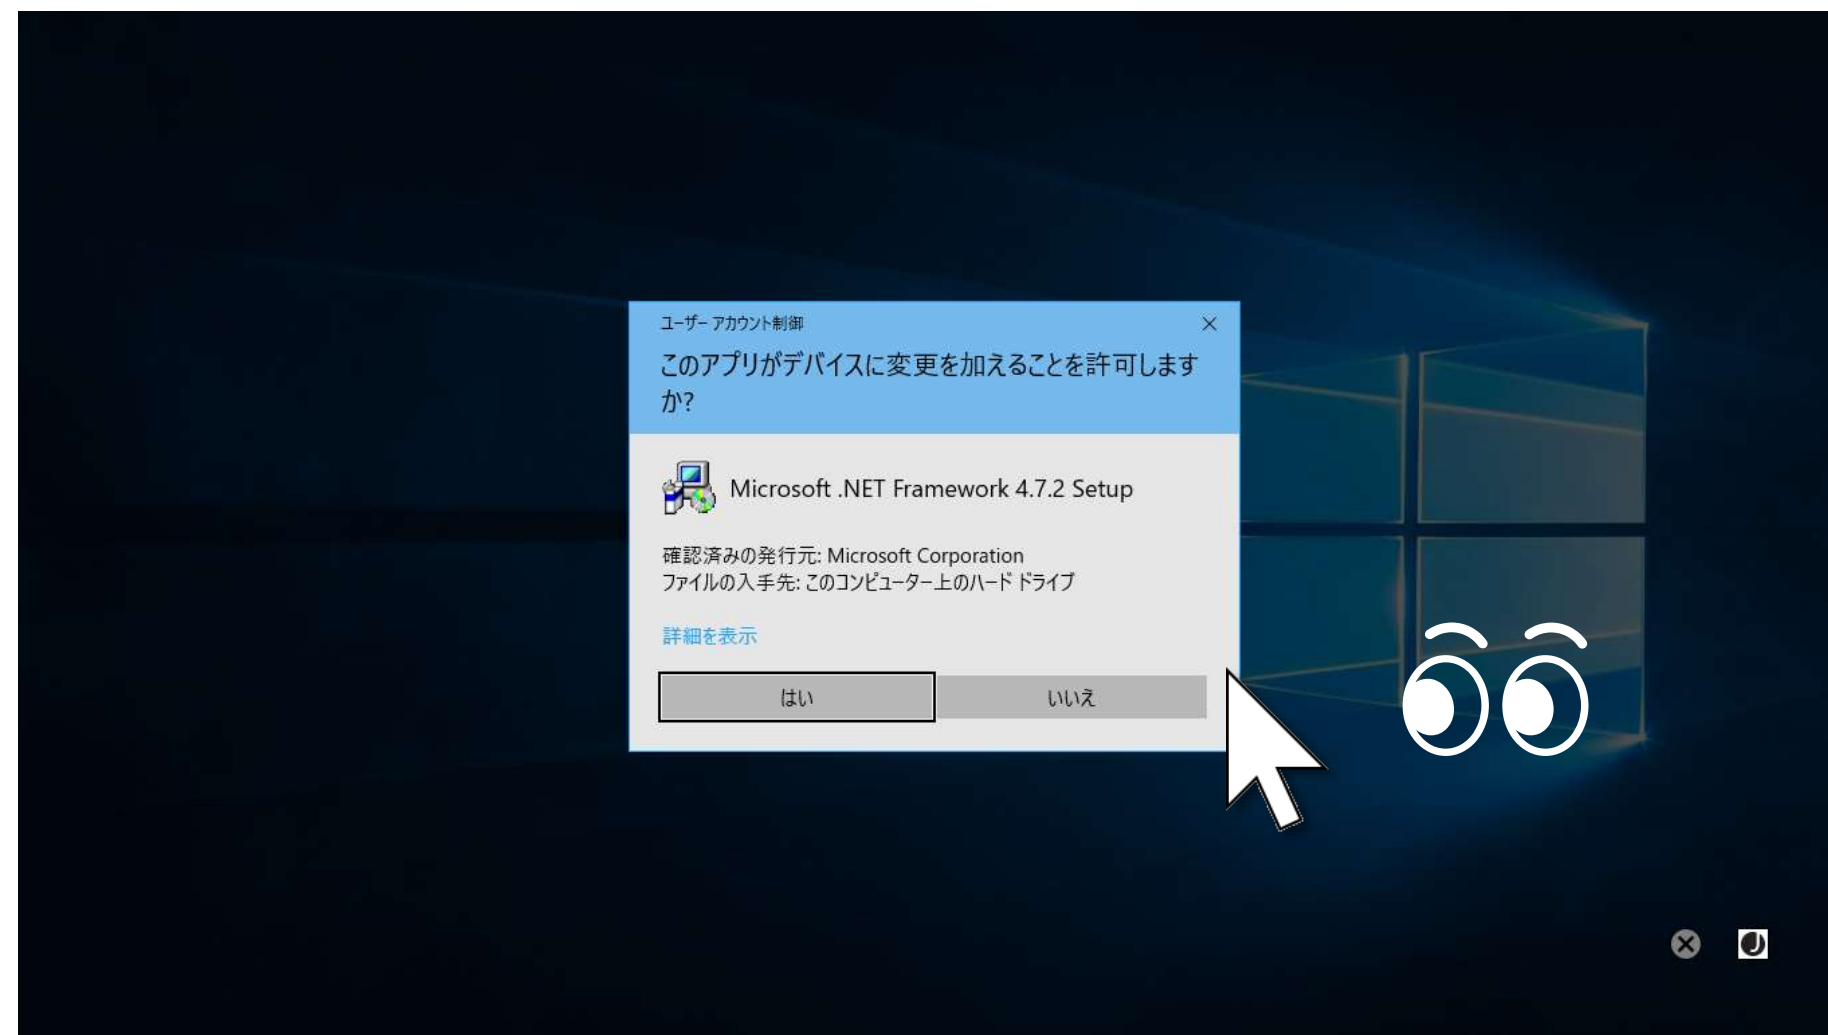 ユーザー アカウント制御
このアプリがデバイスに変更を加えることを許可します
か?
Microsoft .NET Framework 4.7.2 Setup
確認済みの発行元: Microsoft Corporation
ファイルの入手先: このコンピューター上のハード ドライブ
詳細を表示
はい
いいえ
J